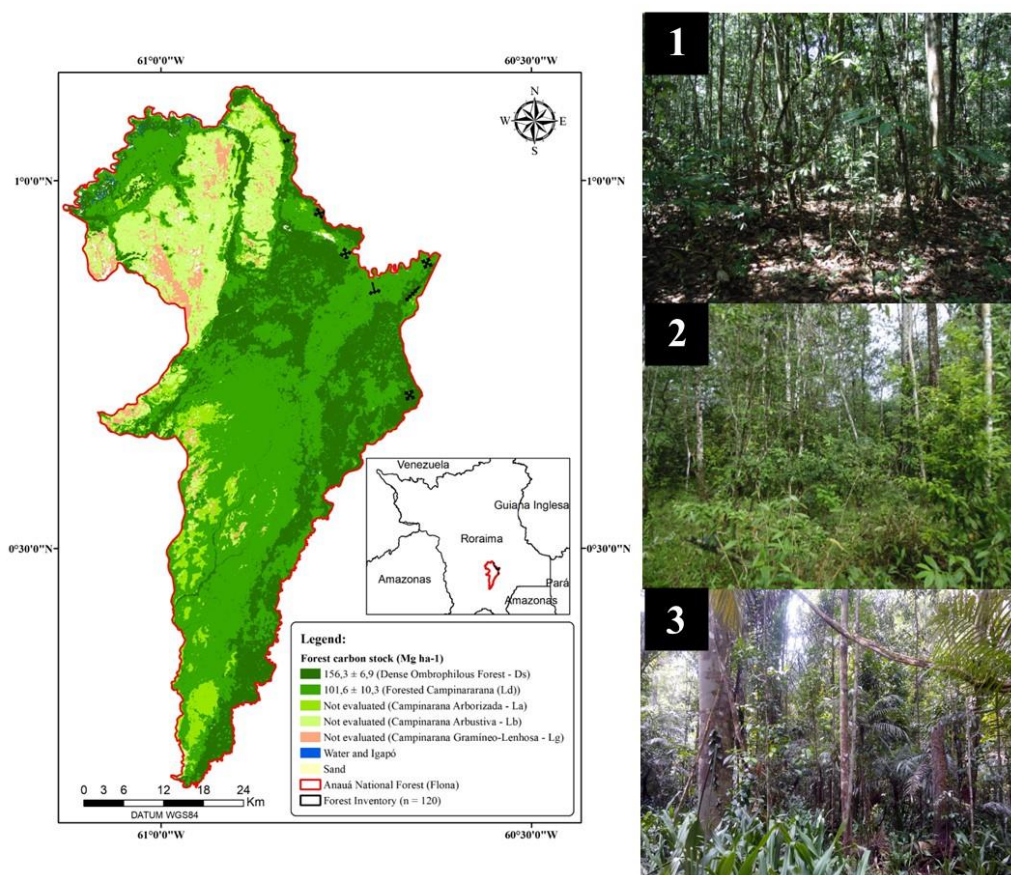 61°0'0"W
60°30'0"W
1
N
W E
S
1°0'0"N
1°0'0"N
2
Venezuela
Guiana Inglesa
Roraima
0°30'0"N
0°30'0"N
Amazonas
Pará
Amazonas
3
Legend:
Forest carbon stock (Mg ha-1)
156,3 ± 6,9 (Dense Ombrophilous Forest - Ds)
101,6 ± 10,3 (Forested Campinararana (Ld))
Not evaluated (Campinarana Arborizada - La)
Not evaluated (Campinarana Arbustiva - Lb)
Not evaluated (Campinarana Gramíneo-Lenhosa - Lg)
Water and Igapó
Sand
Anauá National Forest (Flona)
Forest Inventory (n = 120)
0 3 6 12 18 24
Km
DATUM WGS84
61°0'0"W
60°30'0"W